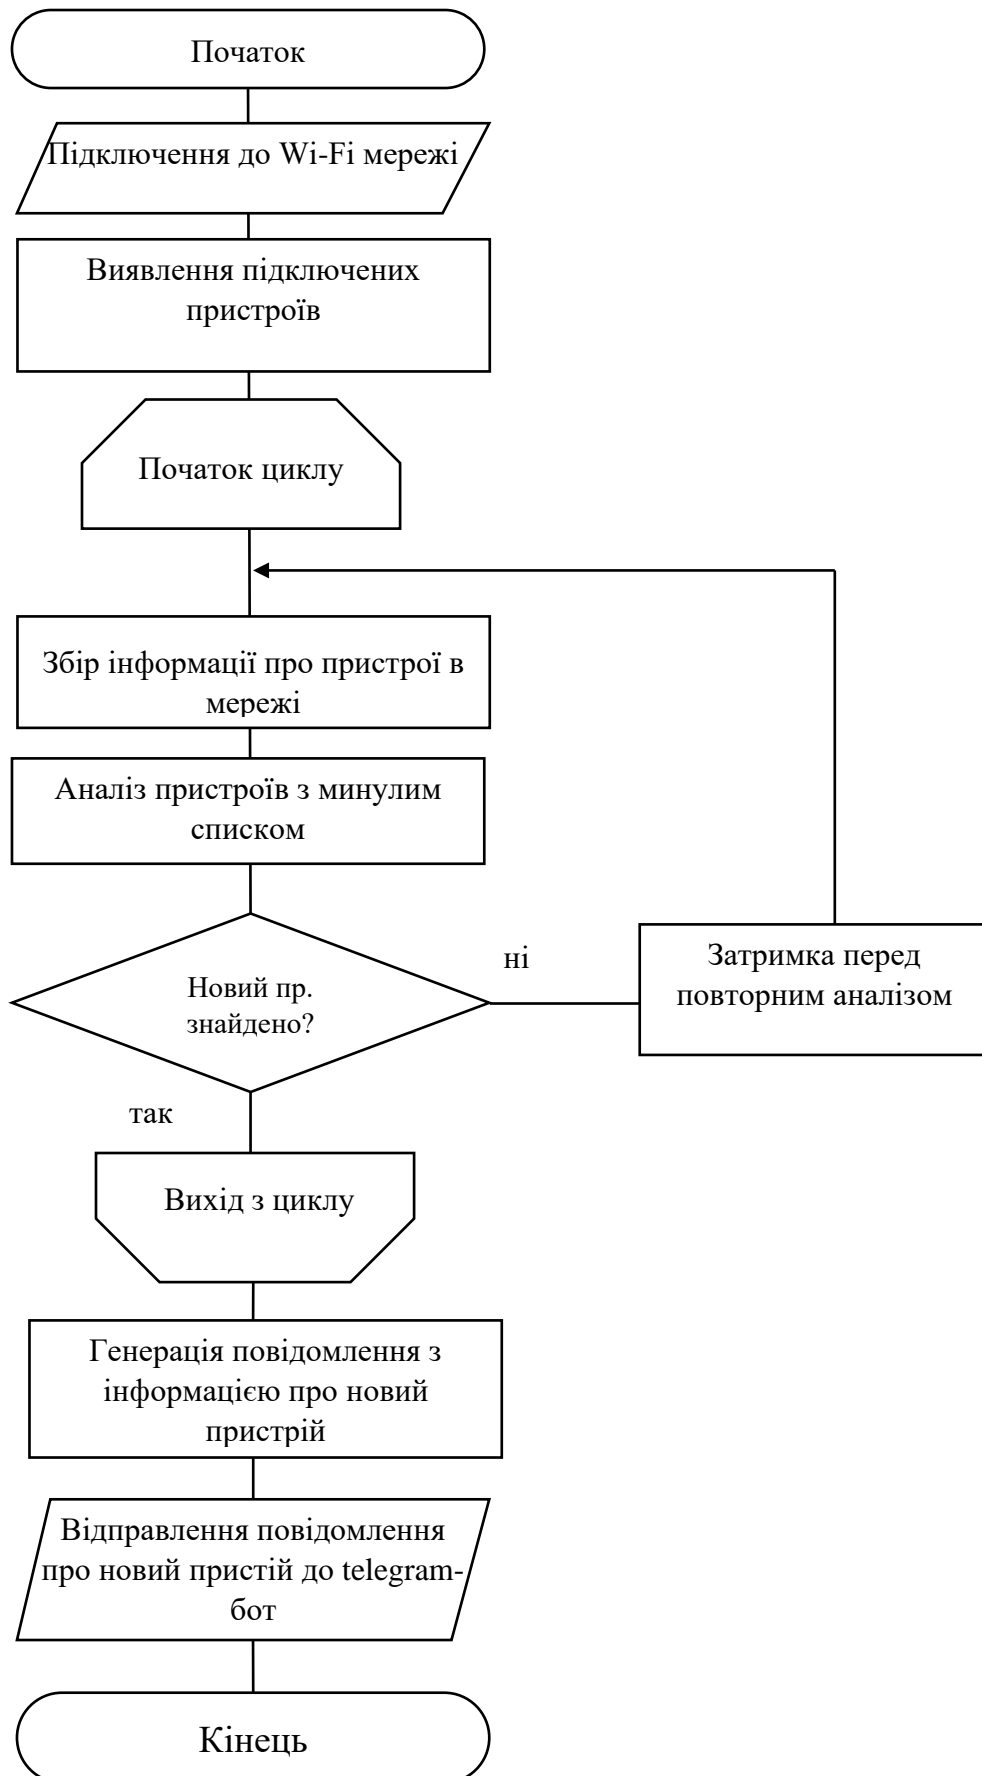 Початок
Підключення до Wi-Fi мережі
Виявлення підключених
пристроїв
Початок циклу
Збір інформації про пристрої в
мережі
Аналіз пристроїв з минулим
списком
Новий пр.
знайдено?
ні
Затримка перед
повторним аналізом
так
Вихід з циклу
Генерація повідомлення з
інформацією про новий
пристрій
Відправлення повідомлення
про новий пристій до telegram-
бот
Кінець